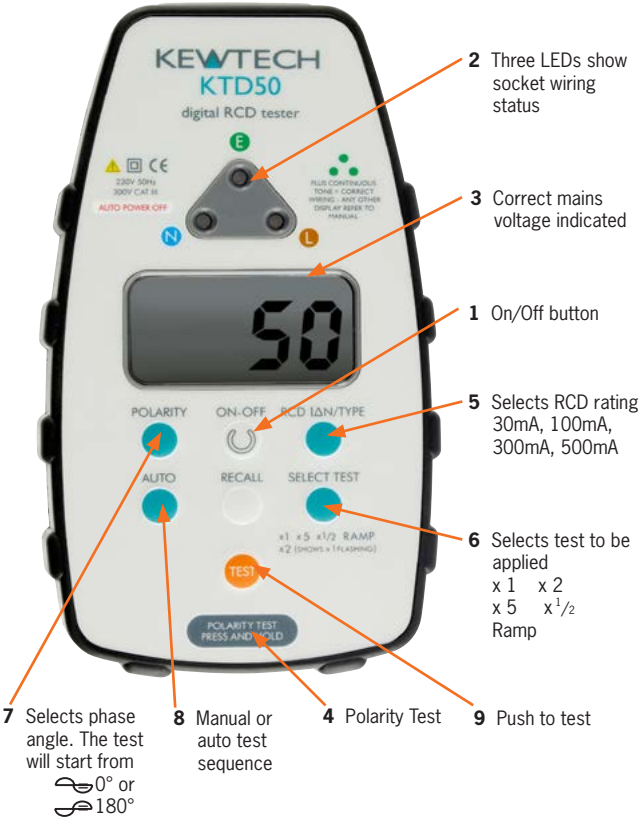 KEWTECH
KTD50
digital RCD tester
E
230V 50Hz
300V CAT III
AUTO POWER OFF
PLUS CONTINUOUS
TONE = CORRECT
WIRING - ANY OTHER
DISPLAY REFER TO
MANUAL
N
L
50
POLARITY ON-OFF RCD IΔN/TYPE
AUTO RECALL SELECT TEST
x1 x5 x1/2 RAMP
x2 (SHOWS x1 FLASHING)
TEST
POLARITY TEST
PRESS AND HOLD
2 Three LEDs show
socket wiring
status
3 Correct mains
voltage indicated
1 On/Off button
5 Selects RCD rating
30mA, 100mA,
300mA, 500mA
6 Selects test to be
applied
x 1 x 2
x 5 x 1/2
Ramp
7 Selects phase
angle. The test
will start from
0° or
180°
8 Manual or
auto test
sequence
4 Polarity Test
9 Push to test